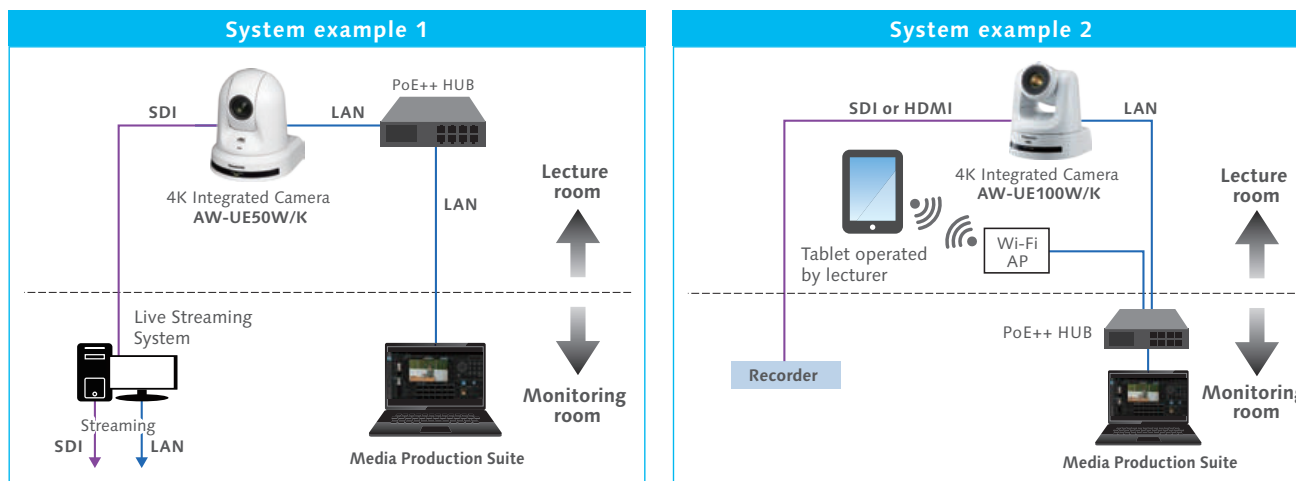 System example 1
PoE++ HUB
SDI
LAN
4K Integrated Camera
AW-UE50W/K
LAN
Lecture
room
Live Streaming
System
Monitoring
room
Streaming
SDI
LAN
Media Production Suite
System example 2
SDI or HDMI
LAN
4K Integrated Camera
AW-UE100W/K
Lecture
room
Wi-Fi
AP
Tablet operated
by lecturer
PoE++ HUB
Recorder
Monitoring
room
Media Production Suite